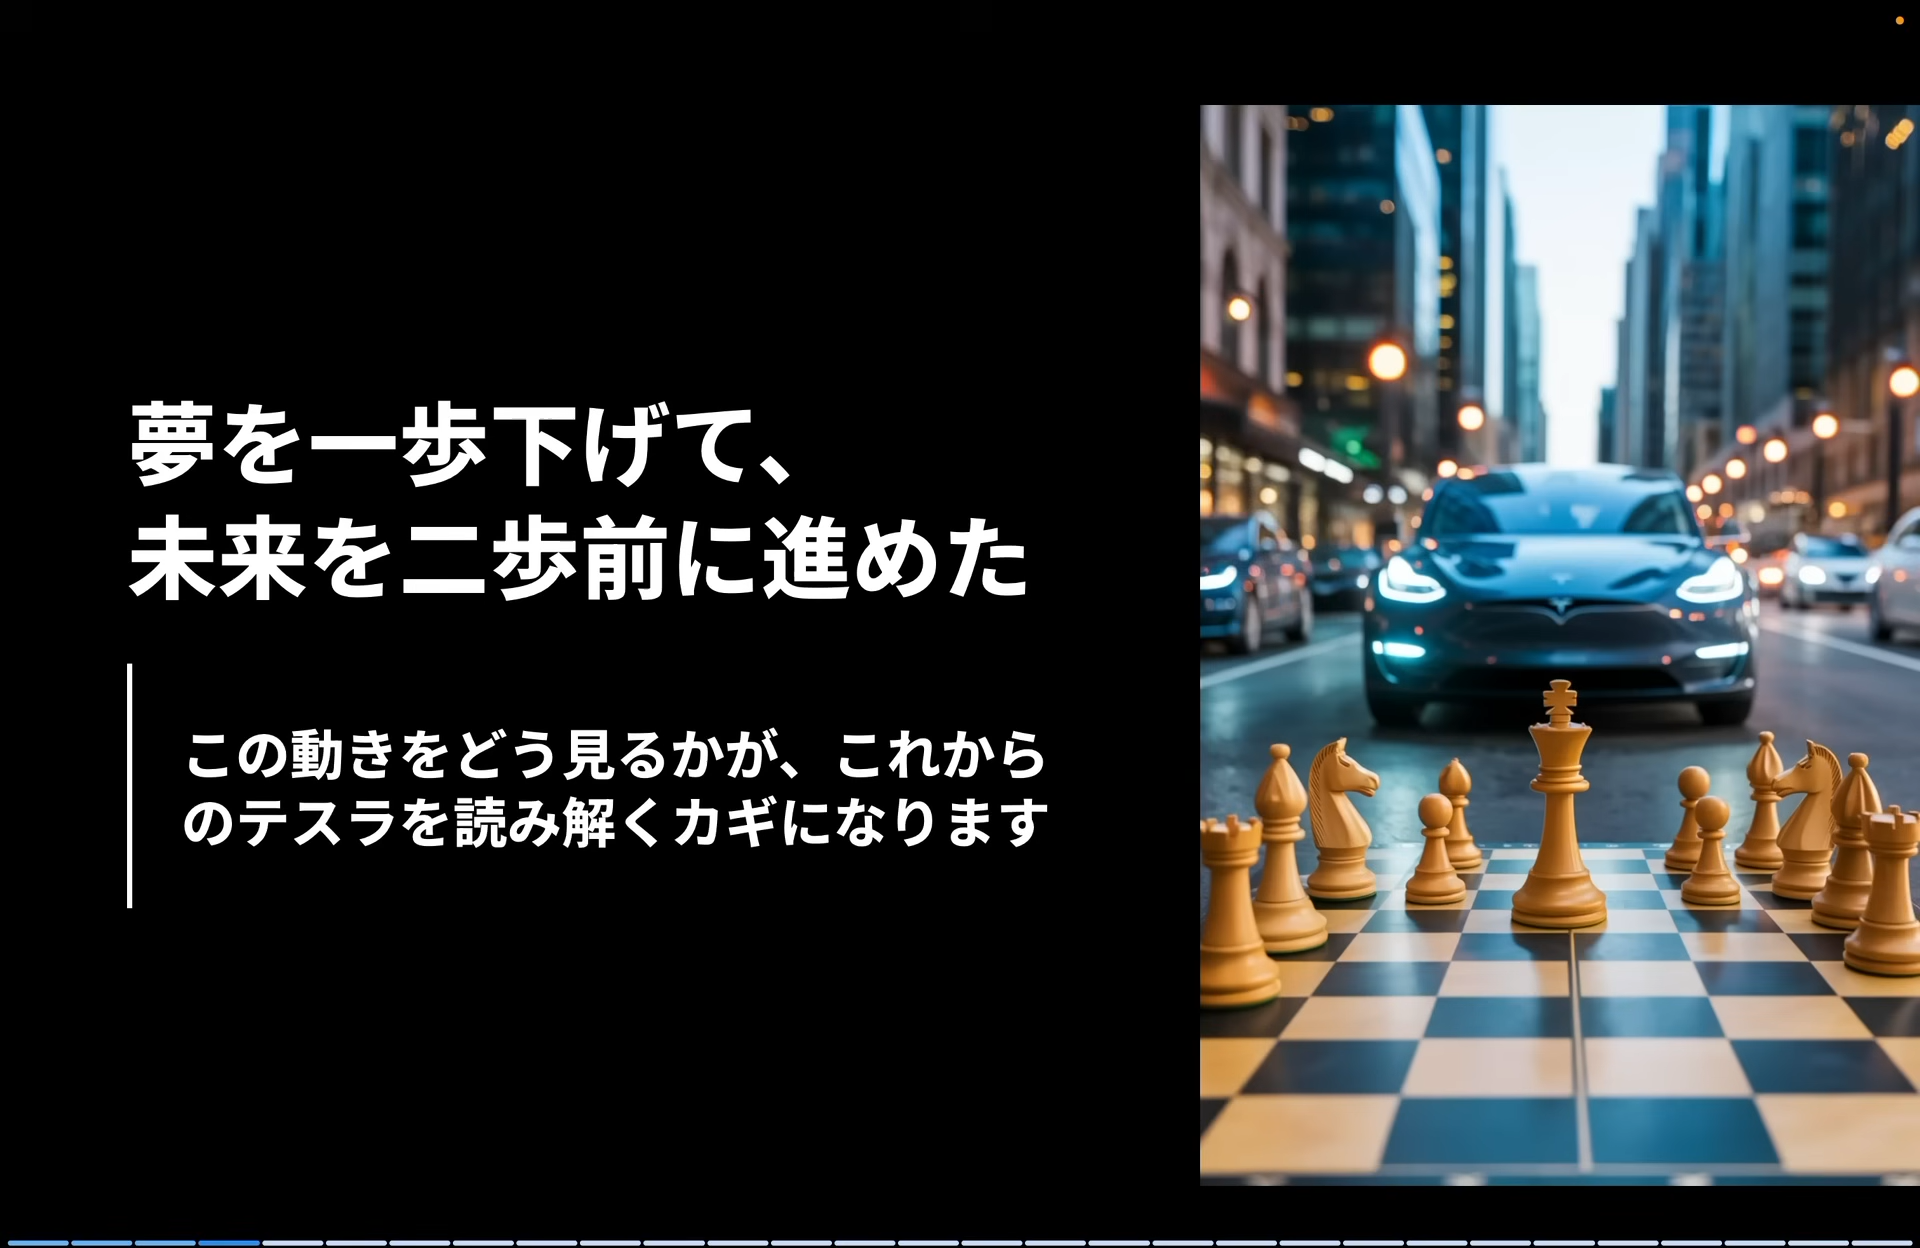 夢を一歩下げて、
未来を二歩前に進めた
この動きをどう見るかが、これから
のテスラを読み解くカギになります